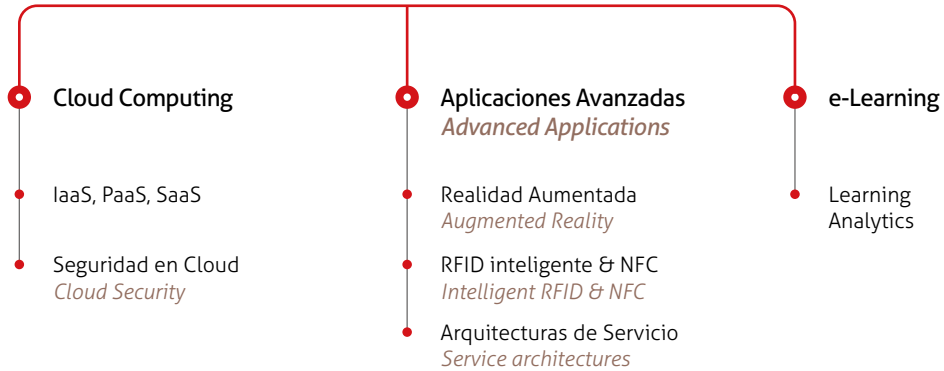 Cloud Computing
IaaS, PaaS, SaaS
Seguridad en Cloud
Cloud Security
Aplicaciones Avanzadas
Advanced Applications
Realidad Aumentada
Augmented Reality
RFID inteligente & NFC
Intelligent RFID & NFC
Arquitecturas de Servicio
Service architectures
e-Learning
Learning
Analytics